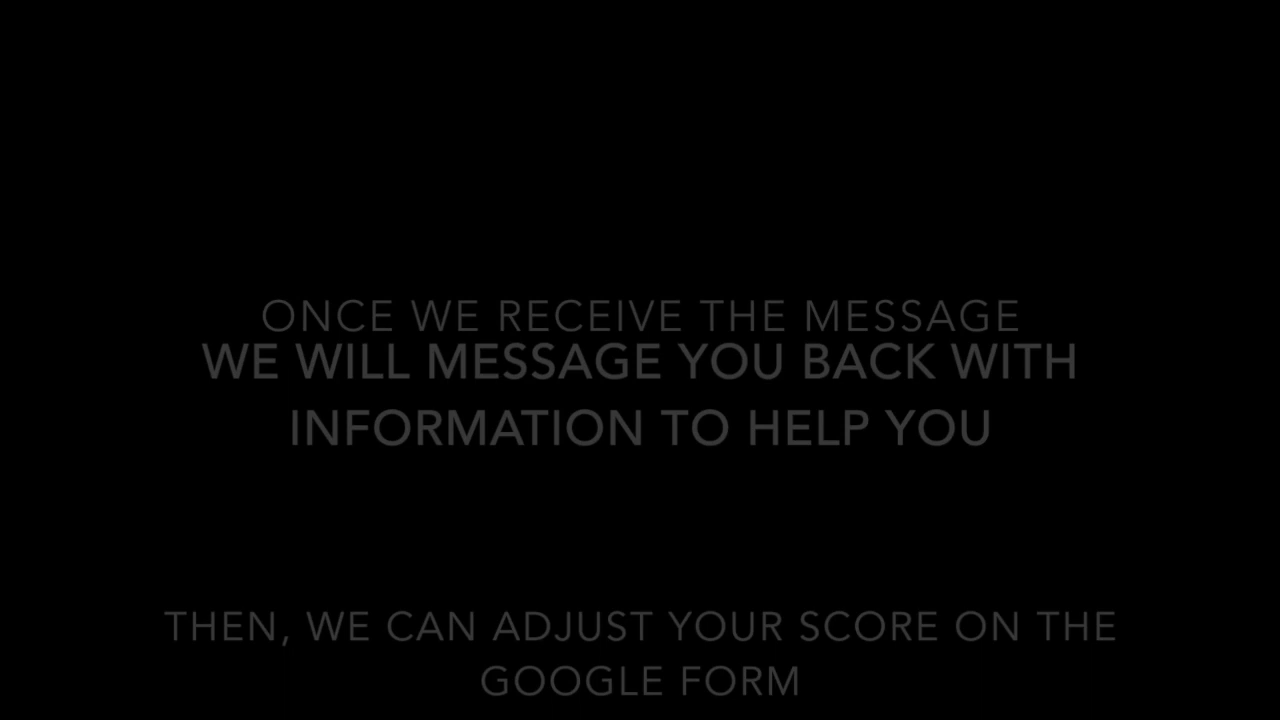 ONCE WE RECEIVE THE MESSAGE
WE WILL MESSAGE YOU BACK WITH
INFORMATION TO HELP YOU
THEN, WE CAN ADJUST YOUR SCORE ON THE
GOOGLE FORM